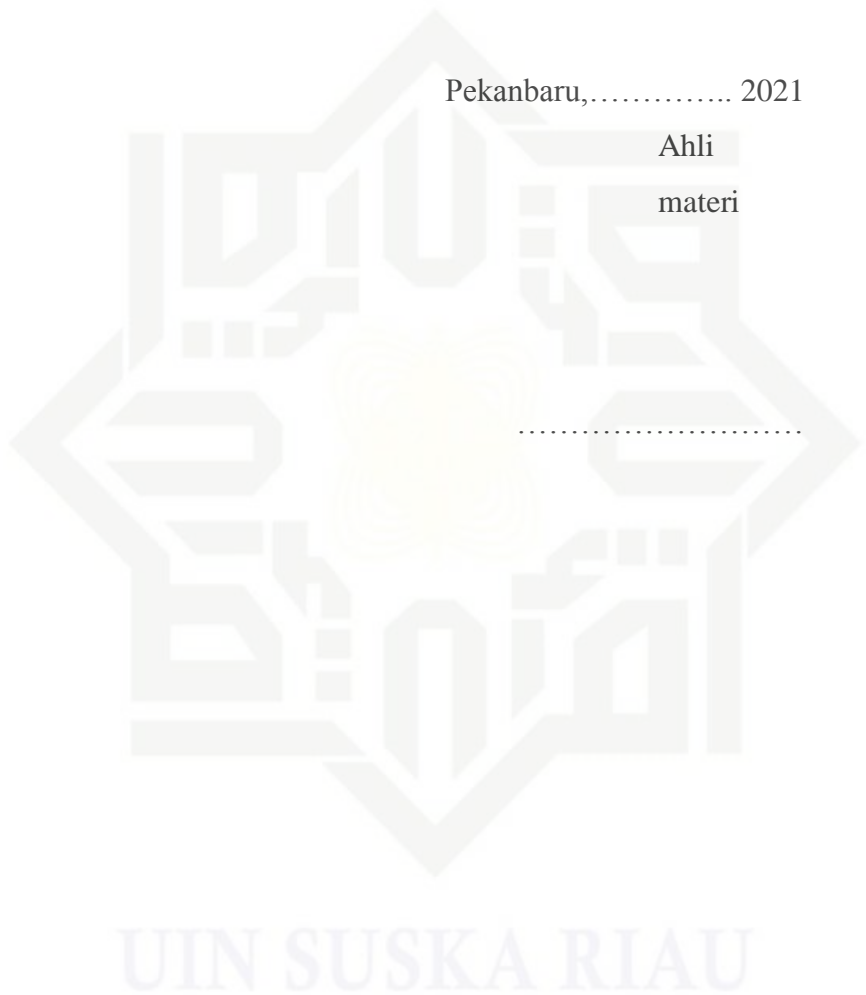 Pekanbaru,………….. 2021
Ahli
materi
………………………
UIN SUSKA RIAU